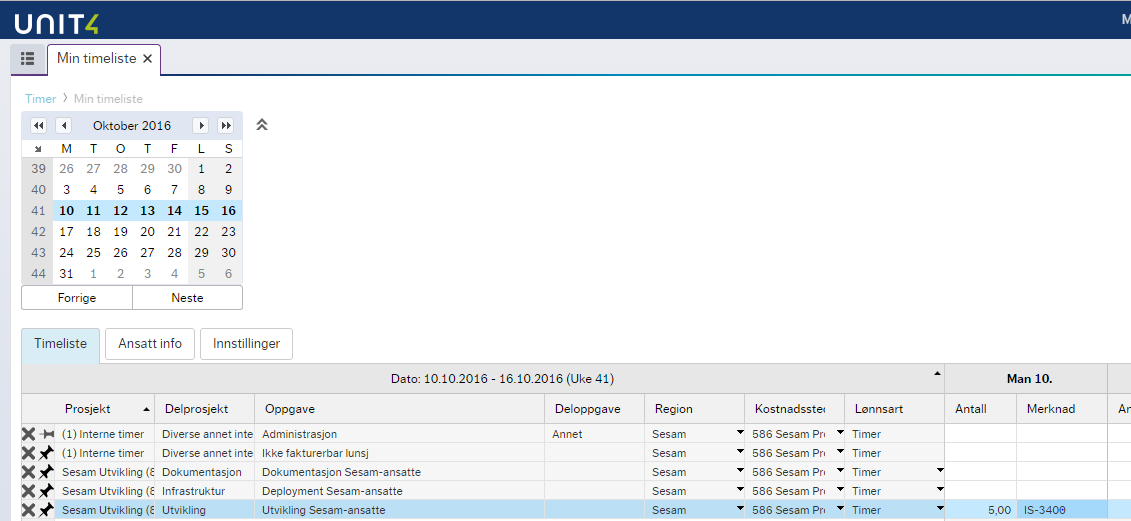 UNIT4
M
Min timeliste
Timer > Min timeliste
Oktober 2016
M T O T F L S
39 26 27 28 29 30 1 2
40 3 4 5 6 7 8 9
41 10 11 12 13 14 15 16
42 17 18 19 20 21 22 23
43 24 25 26 27 28 29 30
44 31 1 2 3 4 5 6
Forrige Neste
Timeliste Ansatt info Innstillinger
Dato: 10.10.2016 - 16.10.2016 (Uke 41) Man 10.
Prosjekt Delprosjekt Oppgave Deloppgave Region Kostnadssted Lønnsart Antall Merknad An
(1) Interne timer Diverse annet inte Administrasjon Annet Sesam 586 Sesam Pr Timer
(1) Interne timer Diverse annet inte Ikke fakturerbar lunsj Sesam 586 Sesam Pr Timer
Sesam Utvikling (8 Dokumentasjon Dokumentasjon Sesam-ansatte Sesam 586 Sesam Pr Timer
Sesam Utvikling (8 Infrastruktur Deployment Sesam-ansatte Sesam 586 Sesam Pr Timer
Sesam Utvikling (8 Utvikling Utvikling Sesam-ansatte Sesam 586 Sesam Pr Timer 5,00 IS-3400